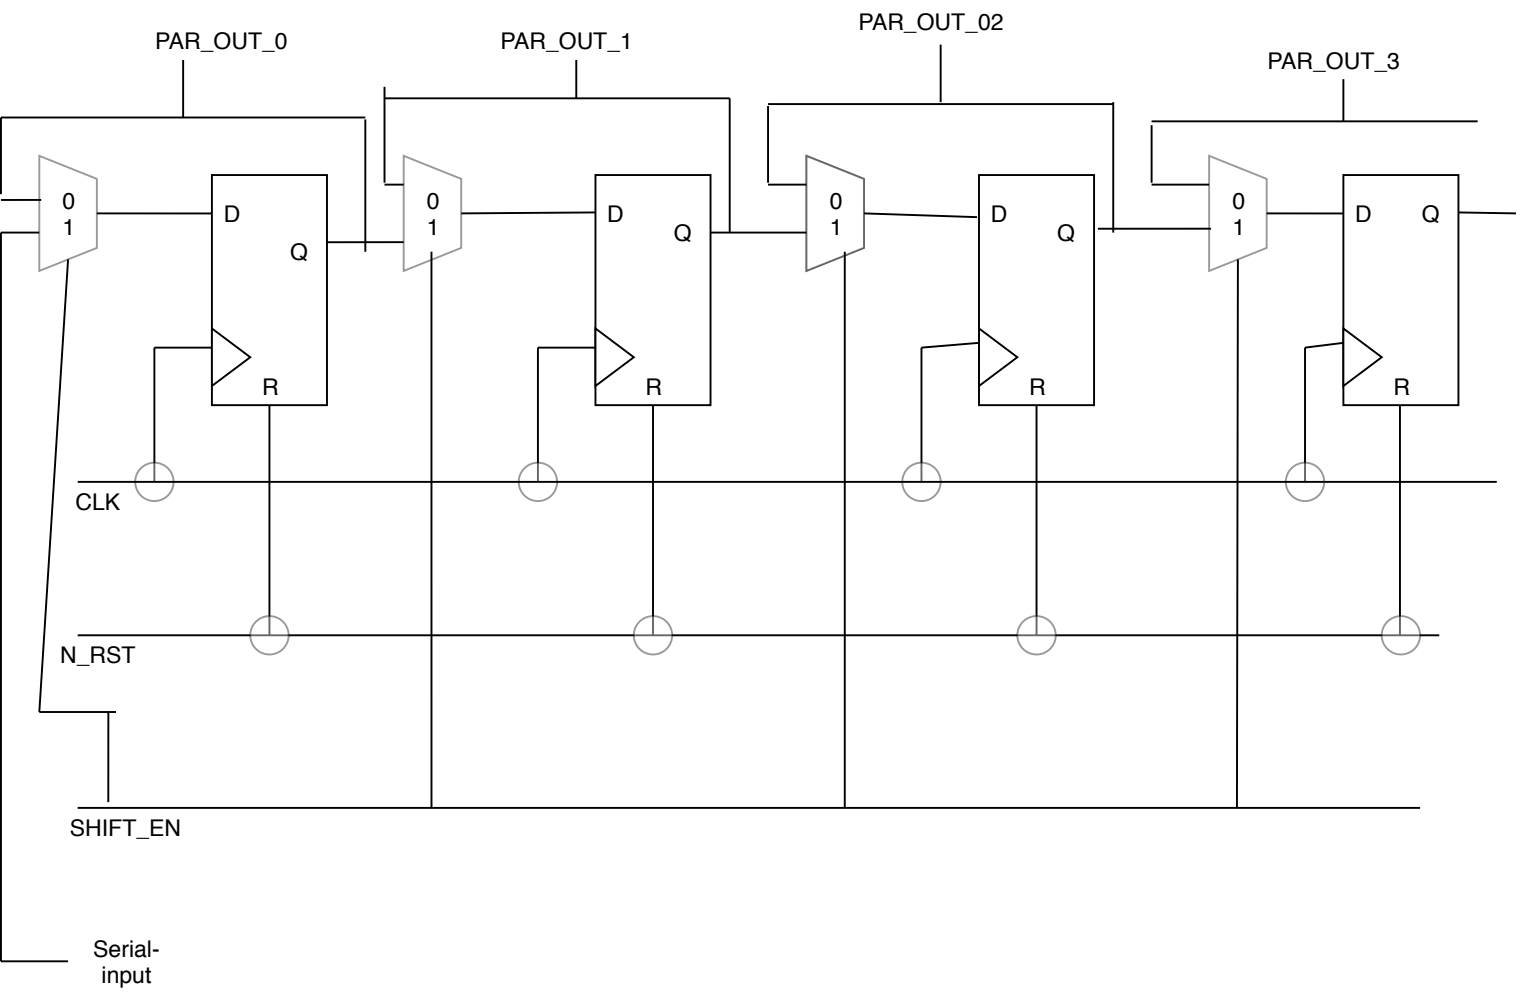 PAR_OUT_0
PAR_OUT_1
PAR_OUT_02
PAR_OUT_3
0
1
D
Q
R
0
1
D
Q
R
0
1
D
Q
R
0
1
D
Q
R
CLK
N_RST
SHIFT_EN
Serial-
input